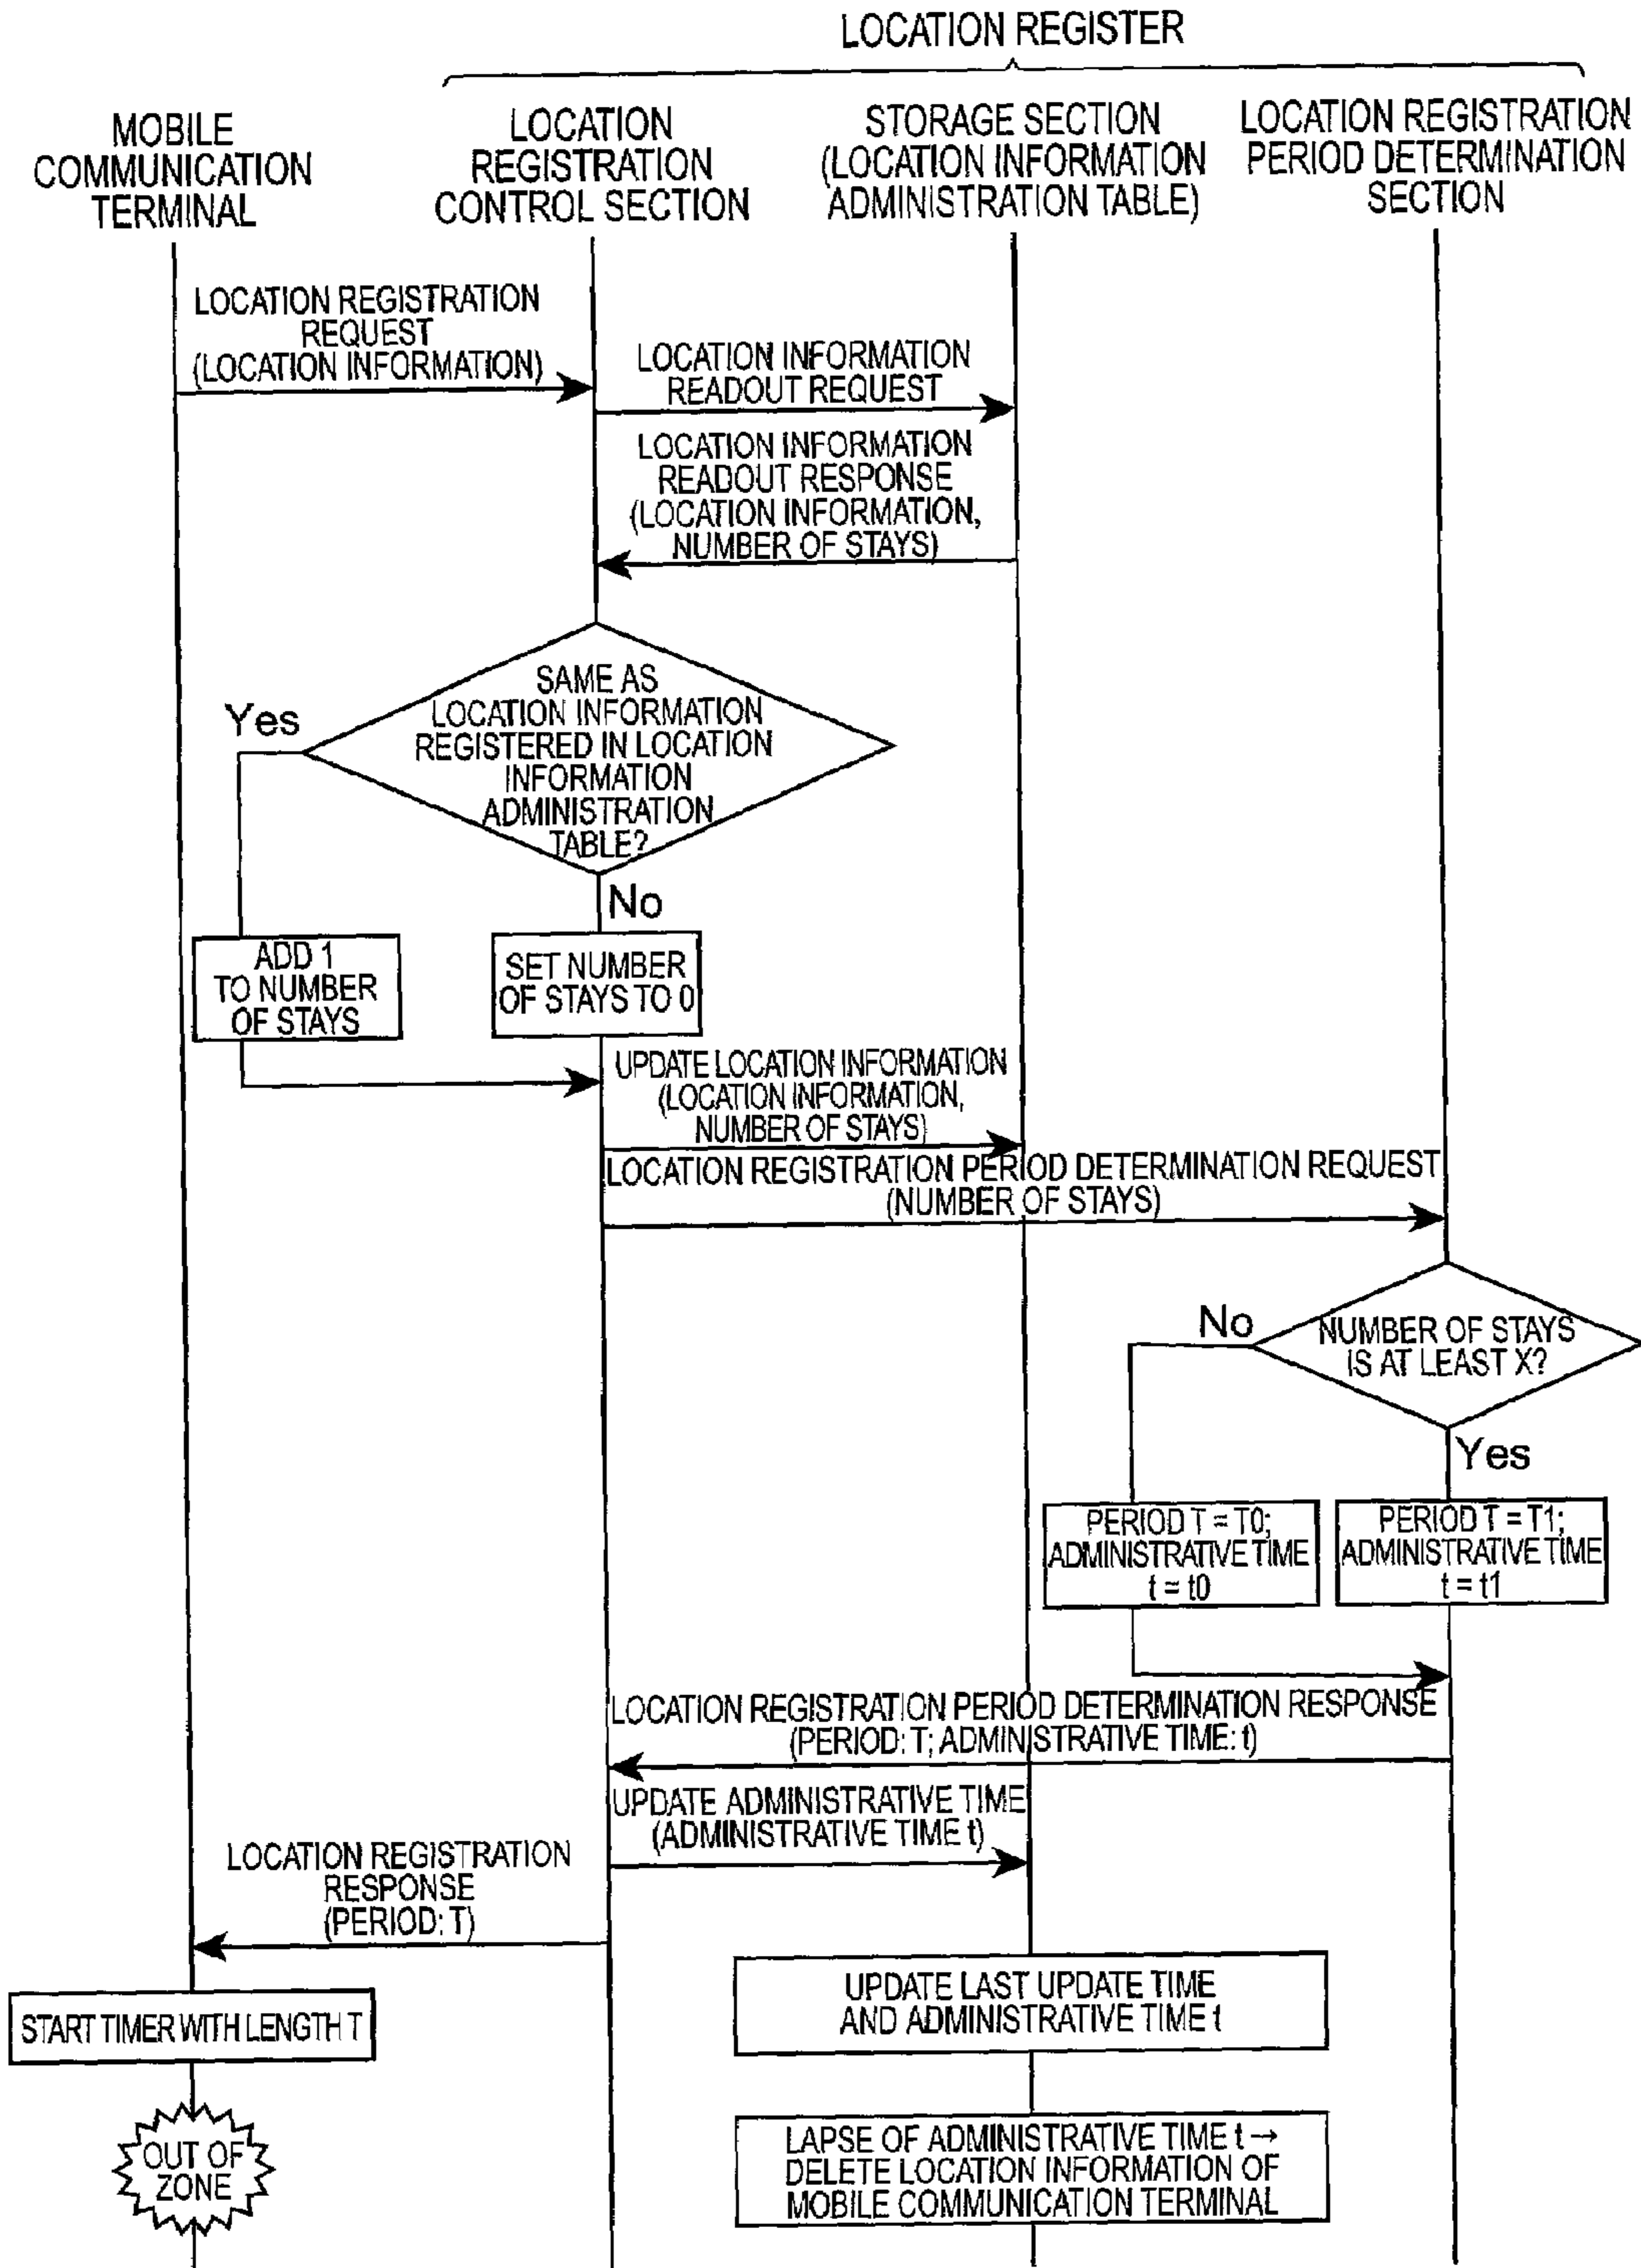 LOCATION REGISTER
MOBILE
COMMUNICATION
TERMINAL
LOCATION
REGISTRATION
CONTROL SECTION
STORAGE SECTION
(LOCATION INFORMATION
ADMINISTRATION TABLE)
LOCATION REGISTRATION
PERIOD DETERMINATION
SECTION
LOCATION REGISTRATION
REQUEST
(LOCATION INFORMATION)
LOCATION INFORMATION
READOUT REQUEST
LOCATION INFORMATION
READOUT RESPONSE
(LOCATION INFORMATION,
NUMBER OF STAYS)
SAME AS
LOCATION INFORMATION
REGISTERED IN LOCATION
INFORMATION
ADMINISTRATION
TABLE?
Yes
No
ADD 1
TO NUMBER
OF STAYS
SET NUMBER
OF STAYS TO 0
UPDATE LOCATION INFORMATION
(LOCATION INFORMATION,
NUMBER OF STAYS)
LOCATION REGISTRATION PERIOD DETERMINATION REQUEST
(NUMBER OF STAYS)
No
NUMBER OF STAYS
IS AT LEAST X?
Yes
PERIOD T = T0;
ADMINISTRATIVE TIME
t = t0
PERIOD T = T1;
ADMINISTRATIVE TIME
t = t1
LOCATION REGISTRATION PERIOD DETERMINATION RESPONSE
(PERIOD: T; ADMINISTRATIVE TIME: t)
UPDATE ADMINISTRATIVE TIME
(ADMINISTRATIVE TIME t)
LOCATION REGISTRATION
RESPONSE
(PERIOD: T)
START TIMER WITH LENGTH T
UPDATE LAST UPDATE TIME
AND ADMINISTRATIVE TIME t
OUT OF
ZONE
LAPSE OF ADMINISTRATIVE TIME t →
DELETE LOCATION INFORMATION OF
MOBILE COMMUNICATION TERMINAL